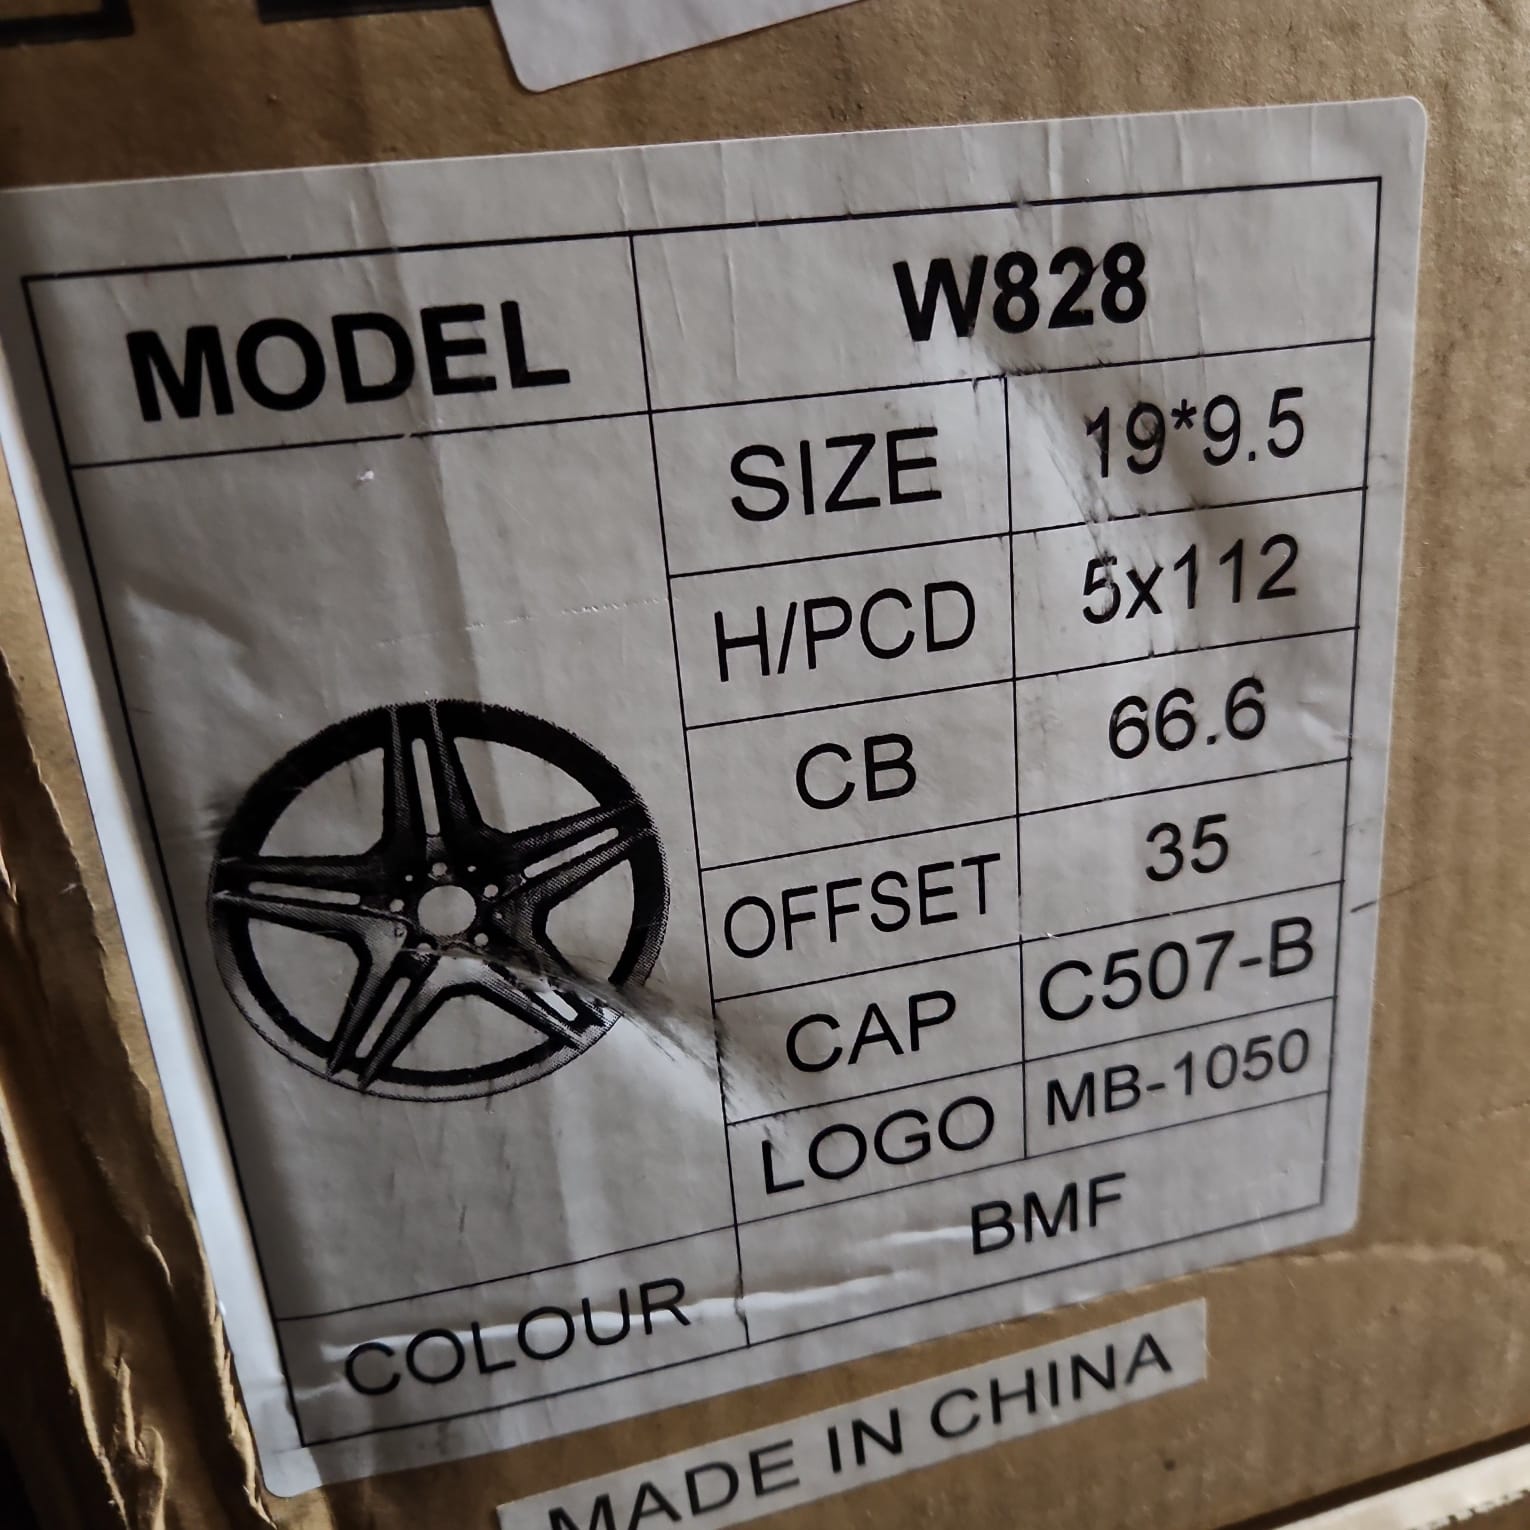 MODEL W828
SIZE 19*9.5
H/PCD 5x112
CB 66.6
OFFSET 35
CAP C507-B
LOGO MB-1050
COLOUR BMF
MADE IN CHINA